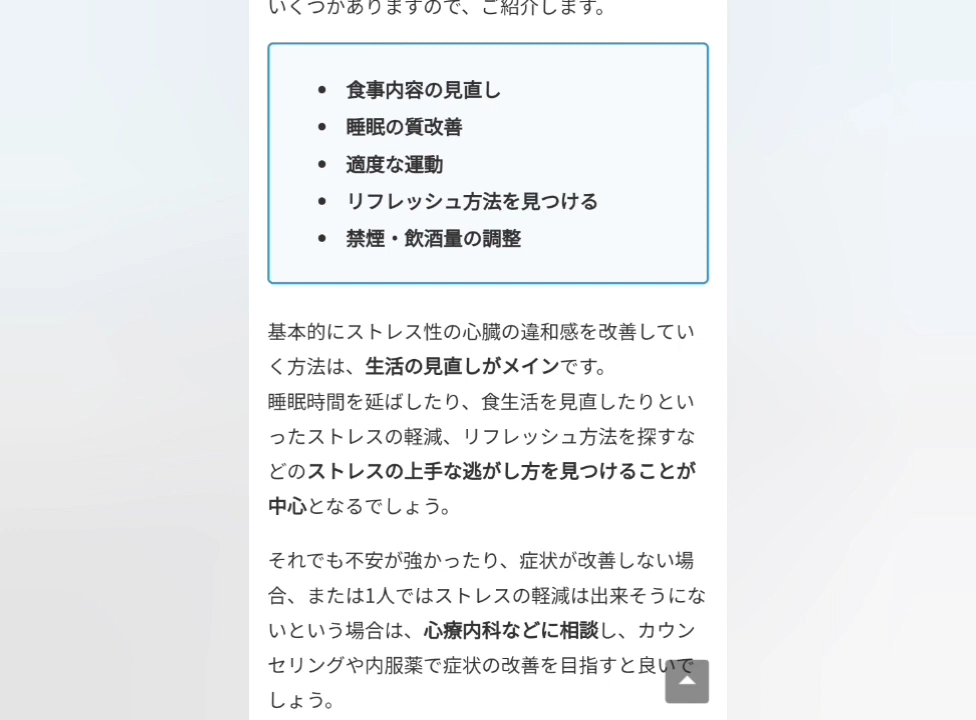 いくつかありますので、ご紹介します。
• 食事内容の見直し
• 睡眠の質改善
• 適度な運動
• リフレッシュ方法を見つける
• 禁煙・飲酒量の調整
基本的にストレス性の心臓の違和感を改善してい
く方法は、生活の見直しがメインです。
睡眠時間を延ばしたり、食生活を見直したりとい
ったストレスの軽減、リフレッシュ方法を探すな
どのストレスの上手な逃がし方を見つけることが
中心となるでしょう。
それでも不安が強かったり、症状が改善しない場
合、または1人ではストレスの軽減は出来そうにな
いという場合は、心療内科などに相談し、カウン
セリングや内服薬で症状の改善を目指すと良いで
しょう。